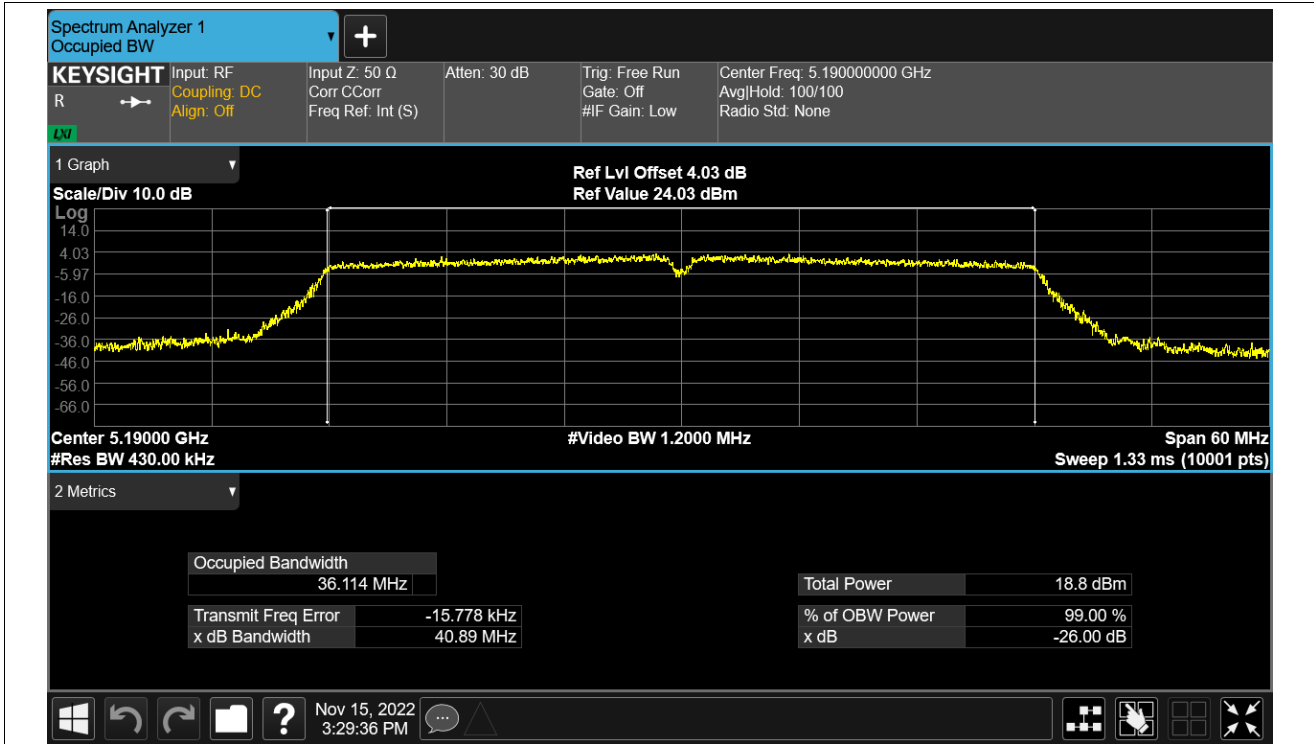 Spectrum Analyzer 1
Occupied BW
+
KEYSIGHT Input: RF Input Z: 50 Ω Atten: 30 dB Trig: Free Run Center Freq: 5.190000000 GHz
R Coupling: DC Corr CCorr Gate: Off Avg|Hold: 100/100
Align: Off Freq Ref: Int (S) #IF Gain: Low Radio Std: None
LXI
1 Graph
Ref Lvl Offset 4.03 dB
Scale/Div 10.0 dB Ref Value 24.03 dBm
Log
14.0
4.03
-5.97
-16.0
-26.0
-36.0
-46.0
-56.0
-66.0
Center 5.19000 GHz #Video BW 1.2000 MHz Span 60 MHz
#Res BW 430.00 kHz Sweep 1.33 ms (10001 pts)
2 Metrics
Occupied Bandwidth
36.114 MHz Total Power 18.8 dBm
Transmit Freq Error -15.778 kHz % of OBW Power 99.00 %
x dB Bandwidth 40.89 MHz x dB -26.00 dB
? Nov 15, 2022
3:29:36 PM